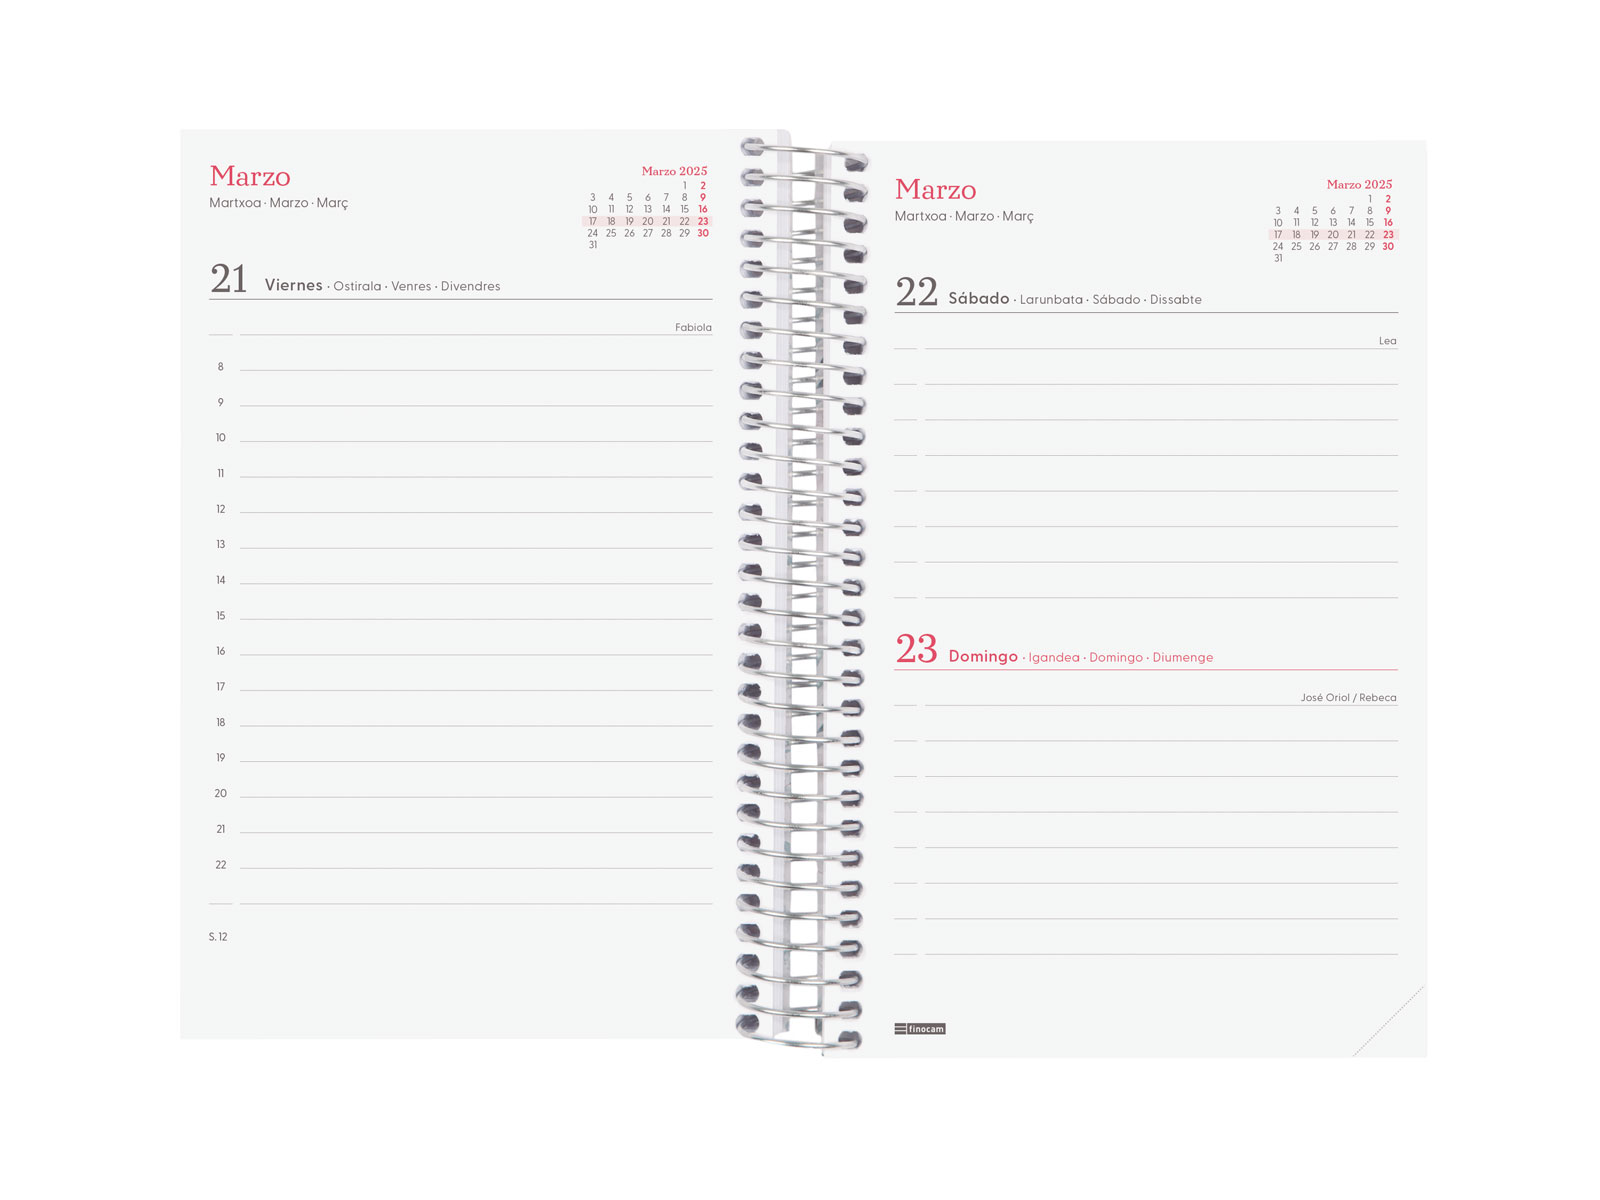 Marzo
Martxoa · Marzo · Març
Marzo 2025
1 2
3 4 5 6 7 8 9
10 11 12 13 14 15 16
17 18 19 20 21 22 23
24 25 26 27 28 29 30
31
21 Viernes · Ostirala · Venres · Divendres
Fabiola
8
9
10
11
12
13
14
15
16
17
18
19
20
21
22
S. 12
Marzo
Martxoa · Marzo · Març
Marzo 2025
1 2
3 4 5 6 7 8 9
10 11 12 13 14 15 16
17 18 19 20 21 22 23
24 25 26 27 28 29 30
31
22 Sábado · Larunbata · Sábado · Dissabte
Lea
23 Domingo · Igandea · Domingo · Diumenge
José Oriol / Rebeca
finocam